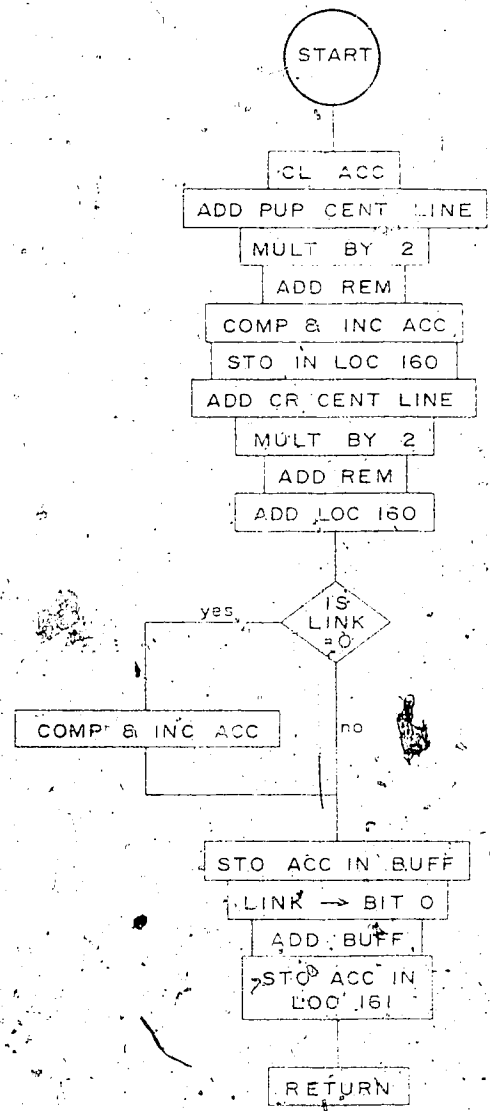 START
CL ACC
ADD PUP CENT LINE
MULT BY 2
ADD REM
COMP & INC ACC
STO IN LOC 160
ADD CR CENT LINE
MULT BY 2
ADD REM
ADD LOC 160
IS
LINK
=0
yes
no
COMP & INC ACC
STO ACC IN BUFF
LINK → BIT 0
ADD BUFF
STO ACC IN
LOC 161
RETURN